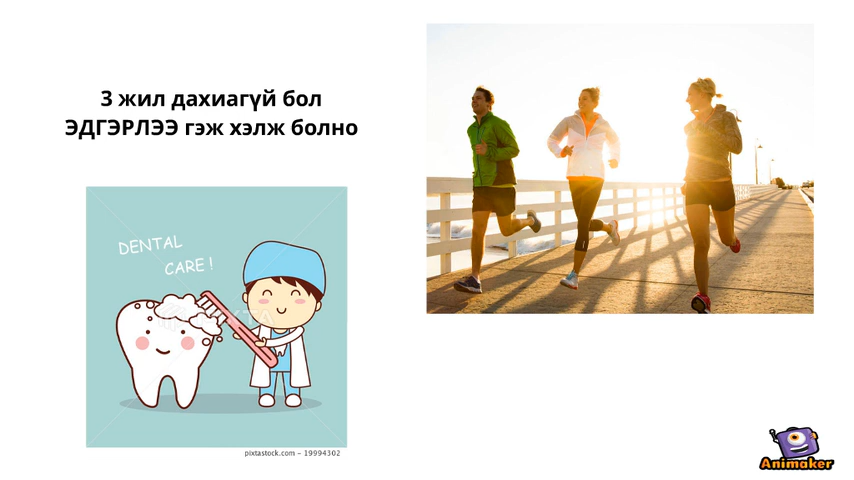 3 жил дахиагүй бол
ЭДГЭРЛЭЭ гэж хэлж болно
DENTAL
CARE !
pixtastock.com - 19994302
Animaker